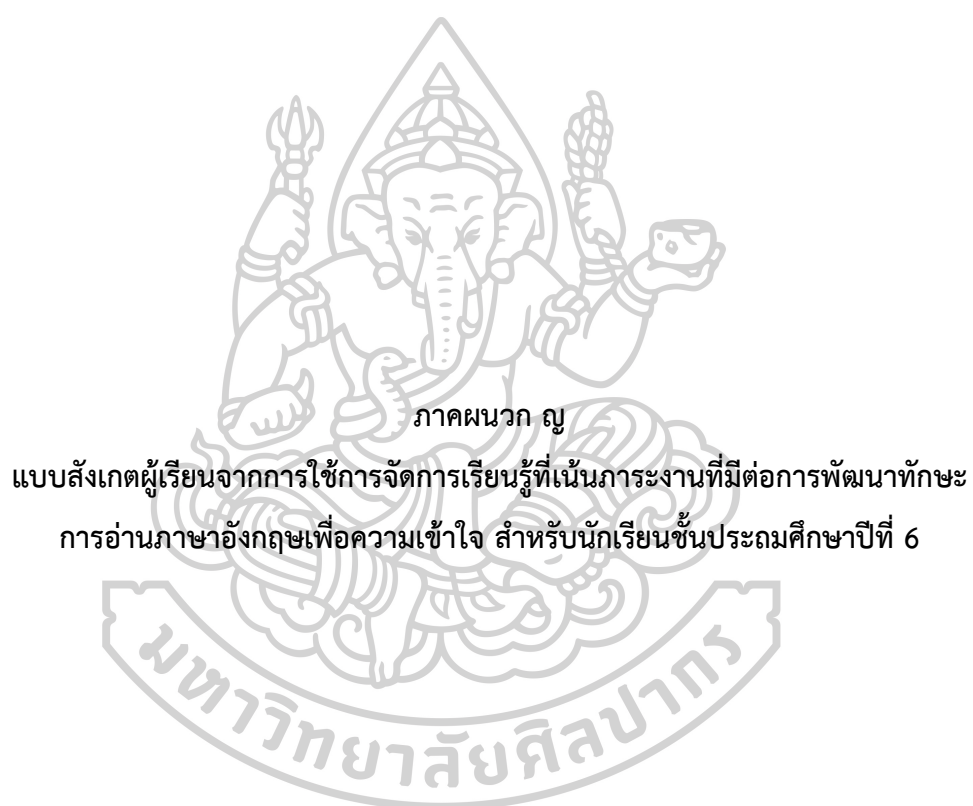 ภาคผนวก ญ
แบบสังเกตผู้เรียนจากการใช้การจัดการเรียนรู้ที่เน้นภาระงานที่มีต่อการพัฒนาทักษะ
การอ่านภาษาอังกฤษเพื่อความเข้าใจ สำหรับนักเรียนชั้นประถมศึกษาปีที่ 6
มหาวิทยาลัยศิลปากร